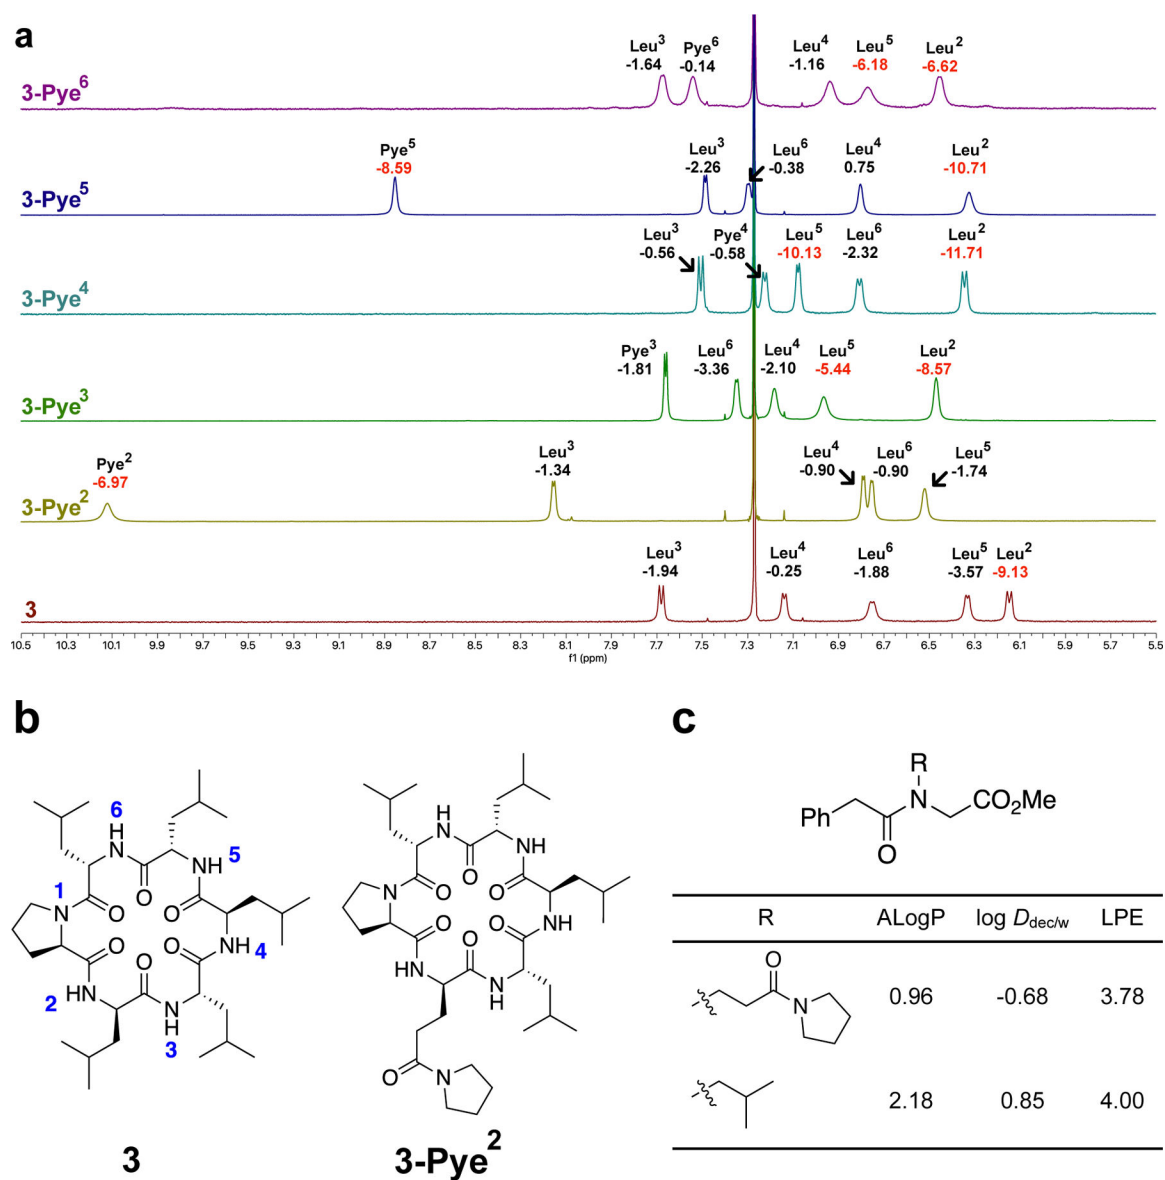 a
3-Pye6
Leu3 Pye6 Leu4 Leu5 Leu2
-1.64 -0.14 -1.16 -6.18 -6.62
3-Pye5
Pye5 Leu3 Leu6 Leu4 Leu2
-8.59 -2.26 -0.38 0.75 -10.71
3-Pye4
Leu3 Pye4 Leu5 Leu6 Leu2
-0.56 -0.58 -10.13 -2.32 -11.71
3-Pye3
Pye3 Leu6 Leu4 Leu5 Leu2
-1.81 -3.36 -2.10 -5.44 -8.57
3-Pye2
Pye2 Leu3 Leu4 Leu6 Leu5
-6.97 -1.34 -0.90 -0.90 -1.74
3
Leu3 Leu4 Leu6 Leu5 Leu2
-1.94 -0.25 -1.88 -3.57 -9.13
10.5 10.3 10.1 9.9 9.7 9.5 9.3 9.1 8.9 8.7 8.5 8.3 8.1 7.9 7.7 7.5 7.3 7.1 6.9 6.7 6.5 6.3 6.1 5.9 5.7 5.5
f1 (ppm)
b
6
H
N
O
N
H
5
1
N
O
O
O
O
O
N
H
4
2
HN
N
H
3
3
H
N
O
NH
N
O
O
O
O
O
NH
HN
N
H
O
N
3-Pye2
c
R
Ph
N
CO2Me
O
R ALogP log Ddec/w LPE
O
N
0.96 -0.68 3.78
2.18 0.85 4.00